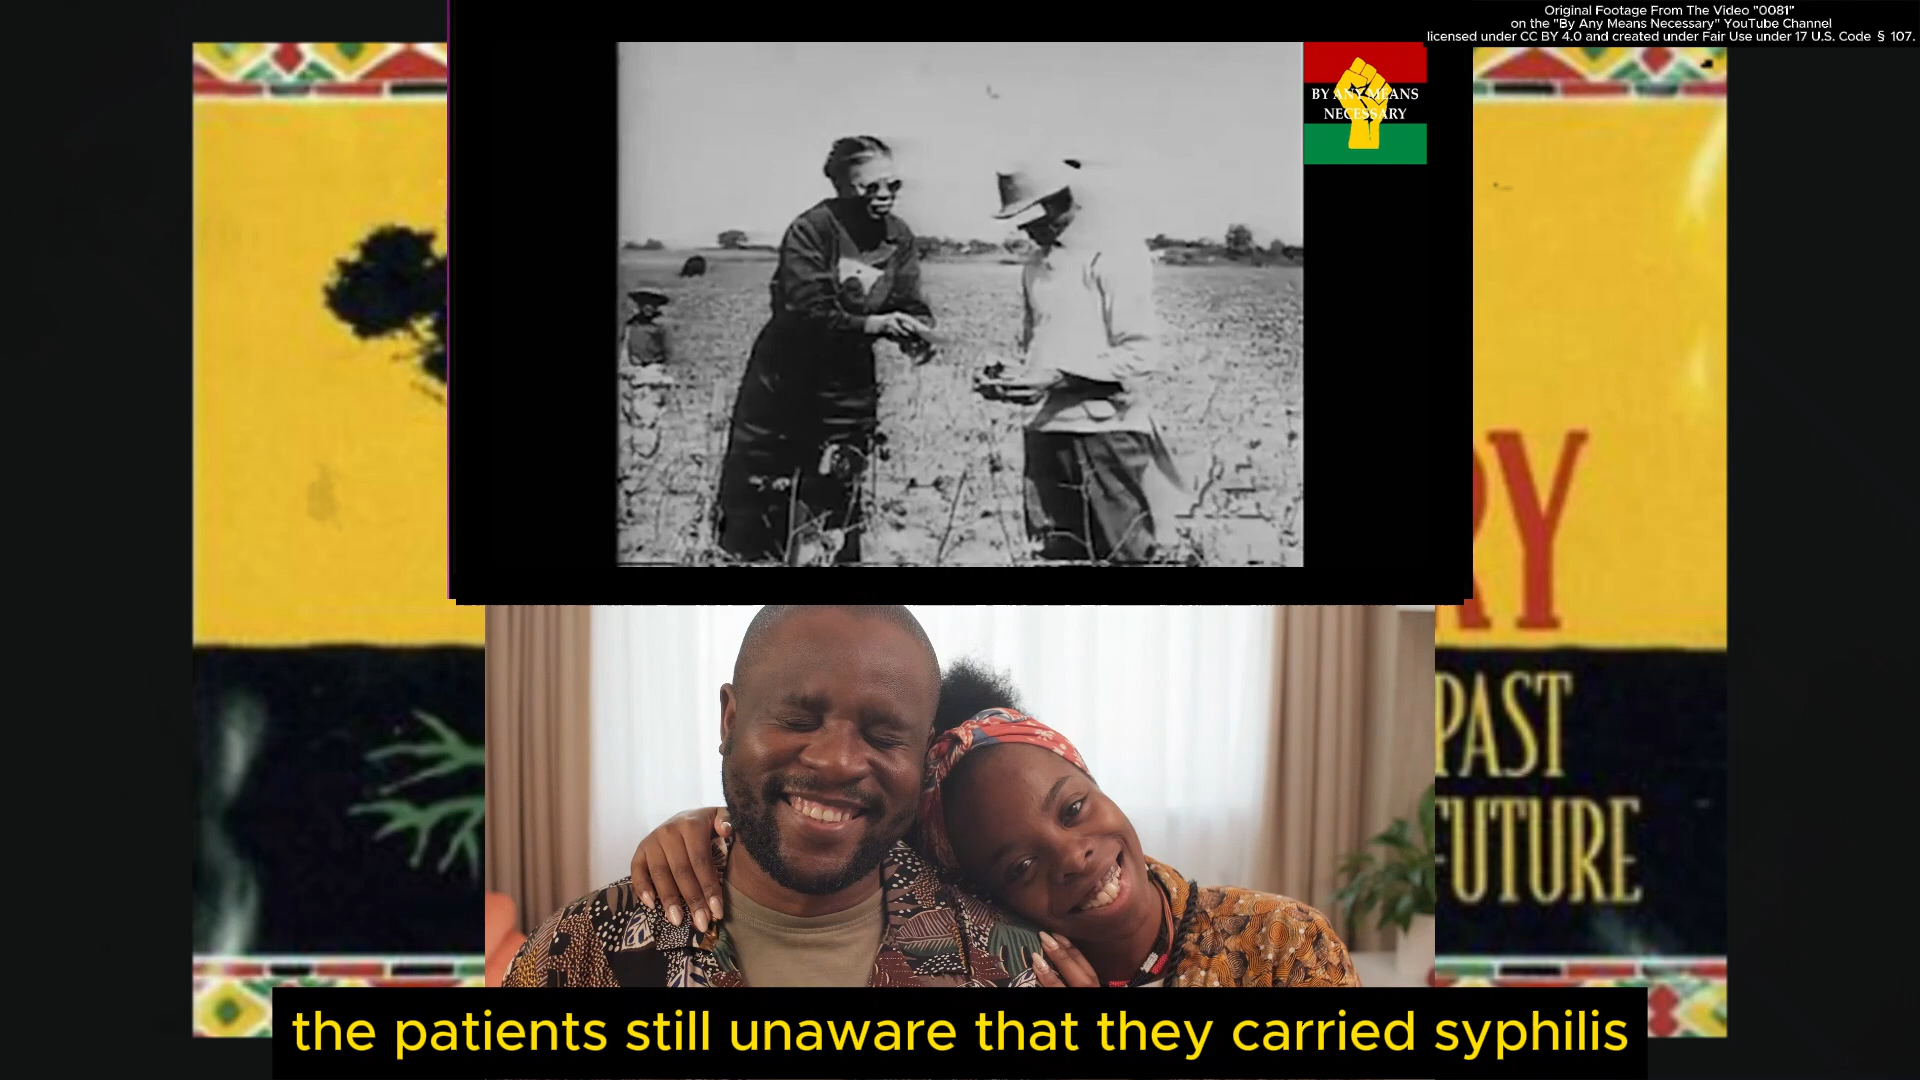 Original Footage From The Video "0081"
on the "By Any Means Necessary" YouTube Channel
licensed under CC BY 4.0 and created under Fair Use under 17 U.S. Code § 107.
BY ANY MEANS
NECESSARY
RY
PAST
FUTURE
the patients still unaware that they carried syphilis